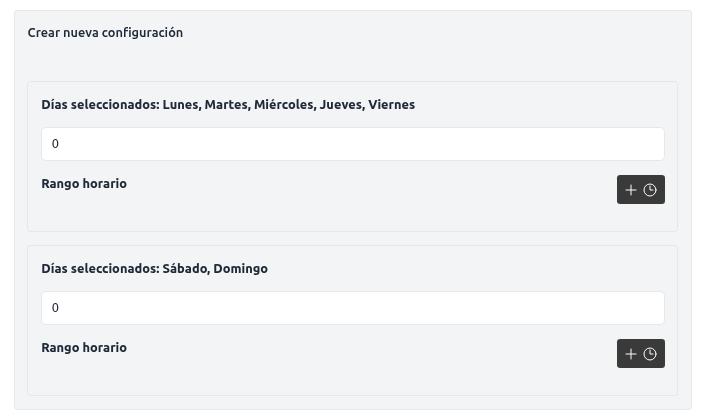 Crear nueva configuración
Días seleccionados: Lunes, Martes, Miércoles, Jueves, Viernes
0
Rango horario
Días seleccionados: Sábado, Domingo
0
Rango horario